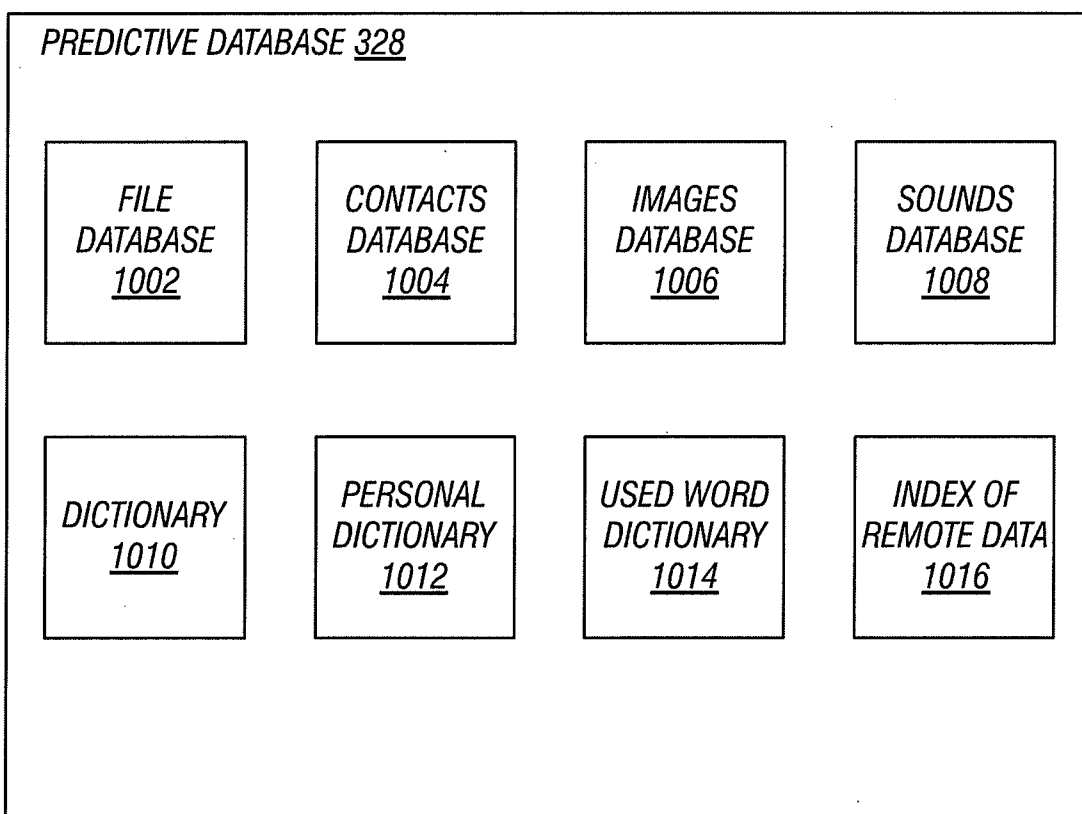 PREDICTIVE DATABASE 328
FILE
DATABASE
1002
CONTACTS
DATABASE
1004
IMAGES
DATABASE
1006
SOUNDS
DATABASE
1008
DICTIONARY
1010
PERSONAL
DICTIONARY
1012
USED WORD
DICTIONARY
1014
INDEX OF
REMOTE DATA
1016